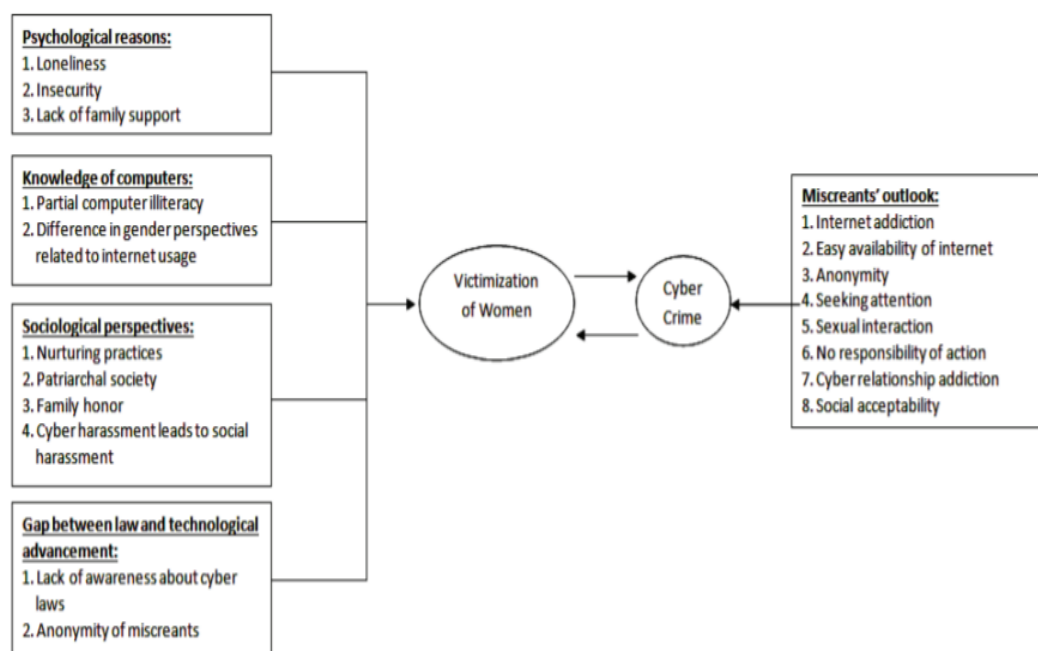 Psychological reasons:
1. Loneliness
2. Insecurity
3. Lack of family support
Knowledge of computers:
1. Partial computer illiteracy
2. Difference in gender perspectives
related to internet usage
Sociological perspectives:
1. Nurturing practices
2. Patriarchal society
3. Family honor
4. Cyber harassment leads to social
harassment
Gap between law and technological
advancement:
1. Lack of awareness about cyber
laws
2. Anonymity of miscreants
Victimization
of Women
Cyber
Crime
Miscreants' outlook:
1. Internet addiction
2. Easy availability of internet
3. Anonymity
4. Seeking attention
5. Sexual interaction
6. No responsibility of action
7. Cyber relationship addiction
8. Social acceptability